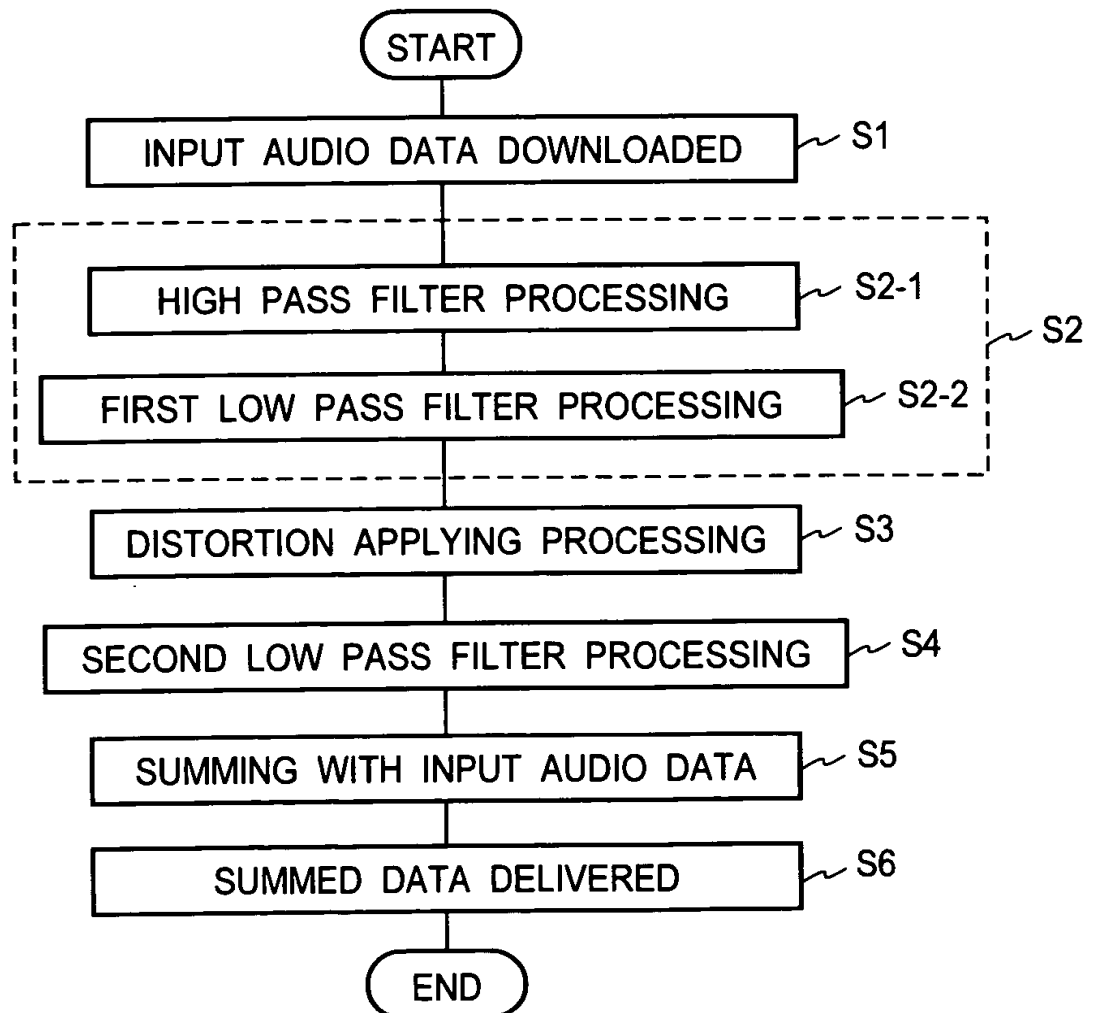 START
INPUT AUDIO DATA DOWNLOADED
S1
HIGH PASS FILTER PROCESSING
S2-1
S2
FIRST LOW PASS FILTER PROCESSING
S2-2
DISTORTION APPLYING PROCESSING
S3
SECOND LOW PASS FILTER PROCESSING
S4
SUMMING WITH INPUT AUDIO DATA
S5
SUMMED DATA DELIVERED
S6
END